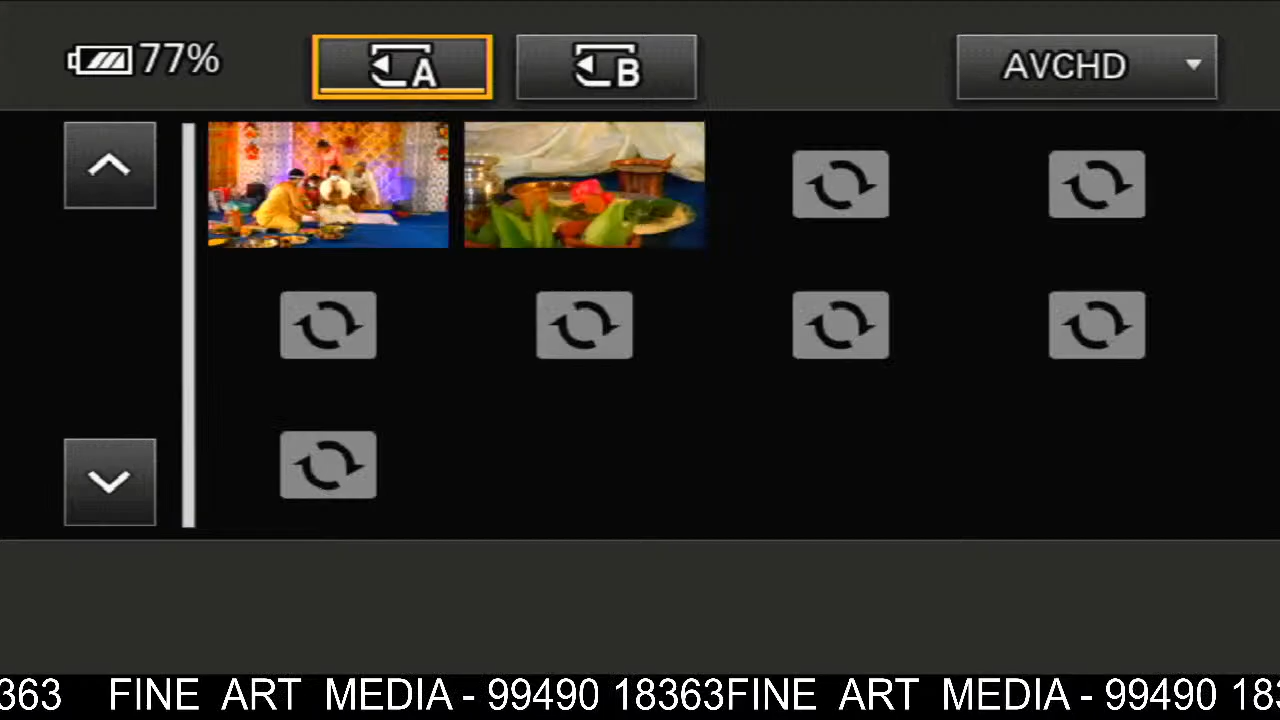 77%
A
B
AVCHD
363 FINE ART MEDIA - 99490 18363FINE ART MEDIA - 99490 18